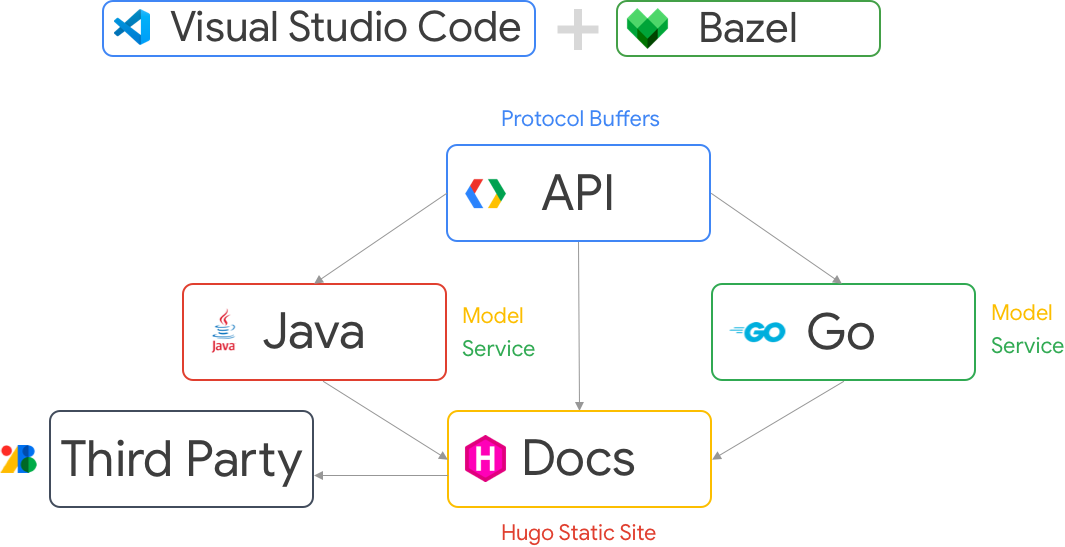 Visual Studio Code
Bazel
Protocol Buffers
API
Java
Java
Model
Service
GO
Go
Model
Service
Third Party
H
Docs
Hugo Static Site